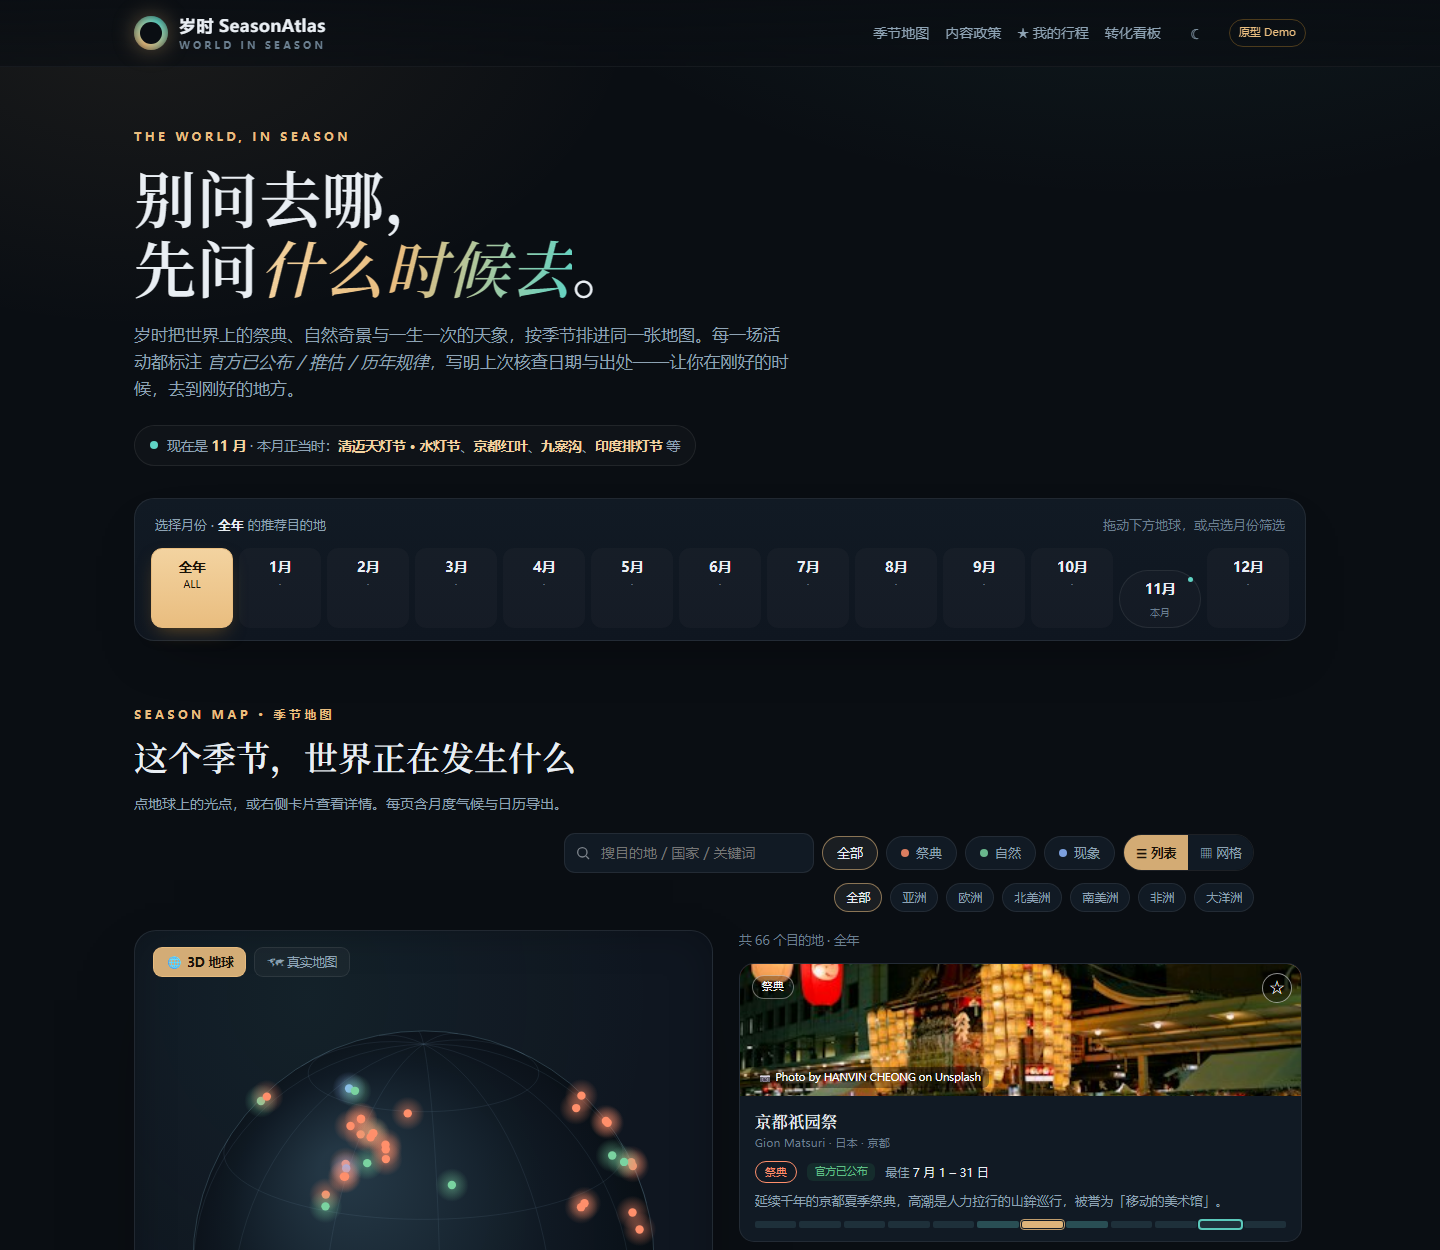 岁时 SeasonAtlas
WORLD IN SEASON
季节地图 内容政策 ★ 我的行程 转化看板 ☾ 原型 Demo
THE WORLD, IN SEASON
别问去哪，
先问什么时候去。
岁时把世界上的祭典、自然奇景与一生一次的天象，按季节排进同一张地图。每一场活
动都标注 官方已公布 / 推估 / 历年规律，写明上次核查日期与出处——让你在刚好的时
候，去到刚好的地方。
现在是 11 月 · 本月正当时：清迈天灯节 • 水灯节、京都红叶、九寨沟、印度排灯节 等
选择月份 · 全年 的推荐目的地
拖动下方地球，或点选月份筛选
全年 1月 2月 3月 4月 5月 6月 7月 8月 9月 10月 11月 12月
ALL - - - - - - - - - - 本月 -
SEASON MAP • 季节地图
这个季节，世界正在发生什么
点地球上的光点，或右侧卡片查看详情。每页含月度气候与日历导出。
搜目的地 / 国家 / 关键词 全部 祭典 自然 现象 ☰ 列表 ▦ 网格
全部 亚洲 欧洲 北美洲 南美洲 非洲 大洋洲
🌐 3D 地球 🗺 真实地图
共 66 个目的地 · 全年
祭典 ☆
📷 Photo by HANVIN CHEONG on Unsplash
京都祇园祭
Gion Matsuri · 日本 · 京都
祭典 官方已公布 最佳 7 月 1 – 31 日
延续千年的京都夏季祭典，高潮是人力拉行的山鉾巡行，被誉为「移动的美术馆」。